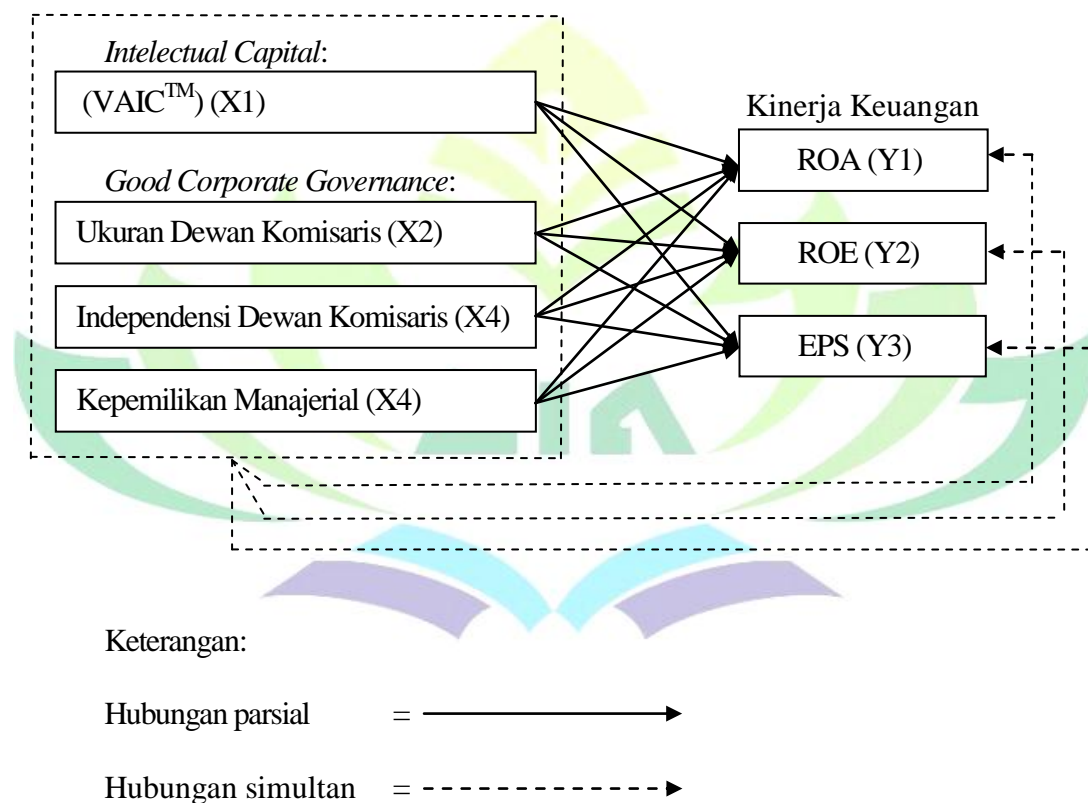 Intelectual Capital:
(VAIC™) (X1)
Good Corporate Governance:
Ukuran Dewan Komisaris (X2)
Independensi Dewan Komisaris (X4)
Kepemilikan Manajerial (X4)
Kinerja Keuangan
ROA (Y1)
ROE (Y2)
EPS (Y3)
Keterangan:
Hubungan parsial =
Hubungan simultan =